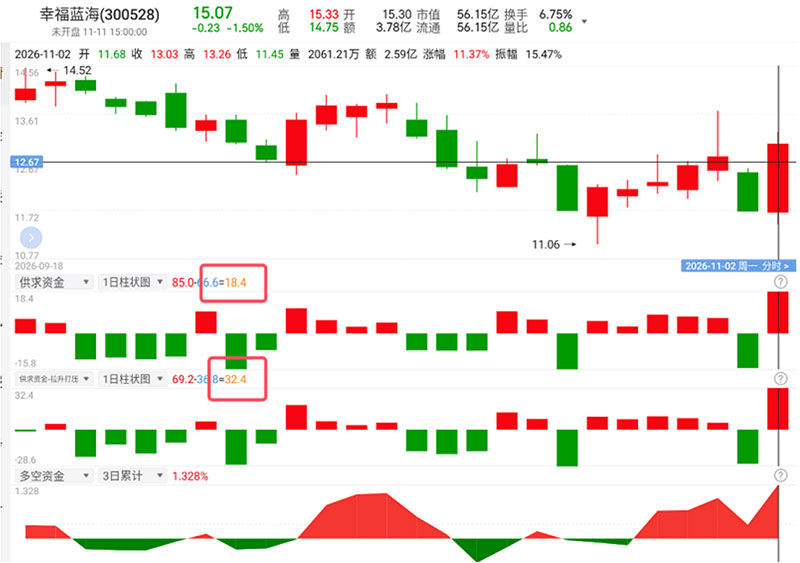 幸福蓝海(300528)
未开盘 11-11 15:00:00
15.07
-0.23 -1.50%
高 15.33 开 15.30 市值 56.15亿 换手 6.75%
低 14.75 额 3.78亿 流通 56.15亿 量比 0.86
2026-11-02 开 11.68 收 13.03 高 13.26 低 11.45 量 2061.21万 额 2.59亿 涨幅 11.37% 振幅 15.47%
14.56
14.52
13.61
12.67
12.67
11.72
11.06
10.77
2026-09-18
2026-11-02 周一 分时 >
供求资金 1日柱状图 85.0-66.6=18.4
18.4
-15.8
供求资金-拉升打压 1日柱状图 69.2-36.8=32.4
32.4
-28.6
多空资金 3日累计 1.328%
1.328